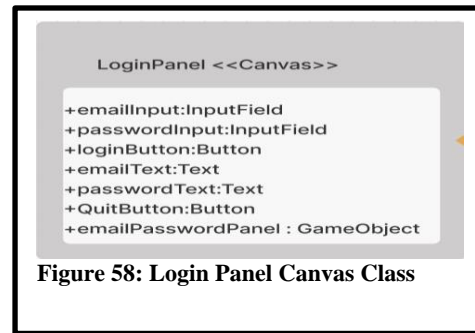 LoginPanel <<Canvas>>
+emailInput:InputField
+passwordInput:InputField
+loginButton:Button
+emailText:Text
+passwordText:Text
+QuitButton:Button
+emailPasswordPanel : GameObject
Figure 58: Login Panel Canvas Class